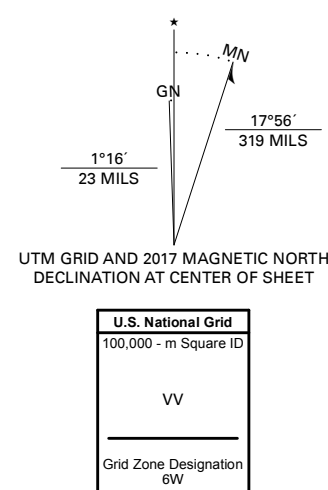 ★
MN
GN
17°56´
319 MILS
1°16´
23 MILS
UTM GRID AND 2017 MAGNETIC NORTH
DECLINATION AT CENTER OF SHEET
U.S. National Grid
100,000 - m Square ID
VV
Grid Zone Designation
6W